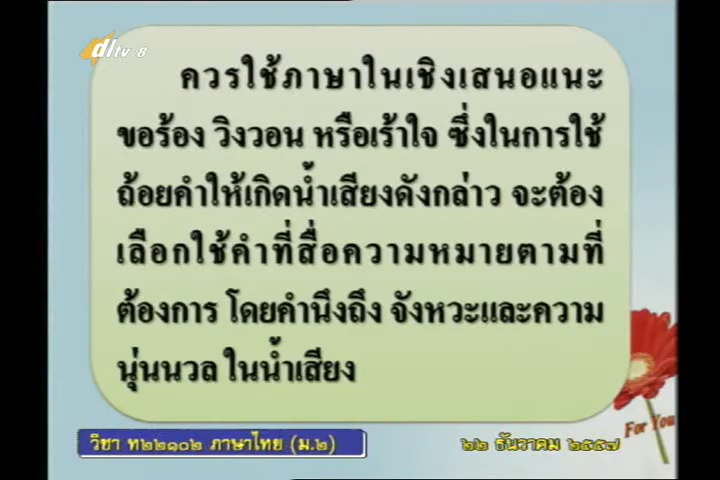 dltv 8
ควรใช้ภาษาในเชิงเสนอแนะ
ขอร้อง วิงวอน หรือเร้าใจ ซึ่งในการใช้
ถ้อยคำให้เกิดน้ำเสียงดังกล่าว จะต้อง
เลือกใช้คำที่สื่อความหมายตามที่
ต้องการ โดยคำนึงถึง จังหวะและความ
นุ่มนวล ในน้ำเสียง
For You
วิชา ท๒๒๑๐๒ ภาษาไทย (ม.๒)
๒๒ ธันวาคม ๒๕๕๗